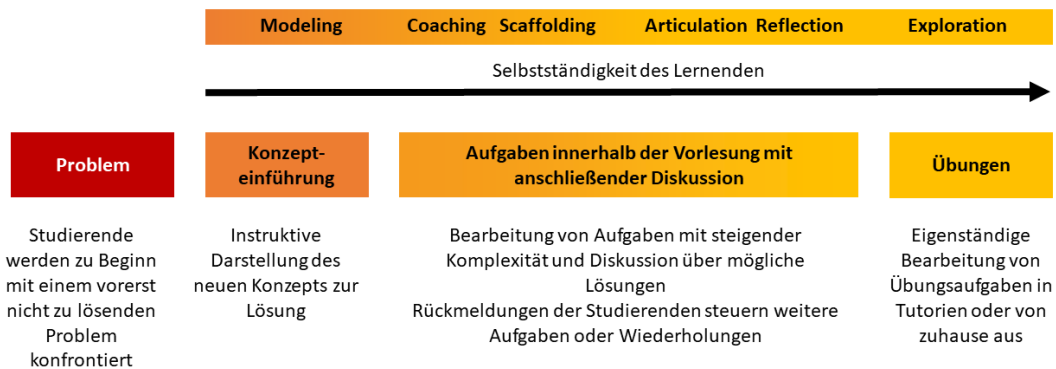 Modeling Coaching Scaffolding Articulation Reflection Exploration
Selbstständigkeit des Lernenden
Problem
Konzept-
einführung
Aufgaben innerhalb der Vorlesung mit
anschließender Diskussion
Übungen
Studierende
werden zu Beginn
mit einem vorerst
nicht zu lösenden
Problem
konfrontiert
Instruktive
Darstellung des
neuen Konzepts zur
Lösung
Bearbeitung von Aufgaben mit steigender
Komplexität und Diskussion über mögliche
Lösungen
Rückmeldungen der Studierenden steuern weitere
Aufgaben oder Wiederholungen
Eigenständige
Bearbeitung von
Übungsaufgaben in
Tutorien oder von
zuhause aus